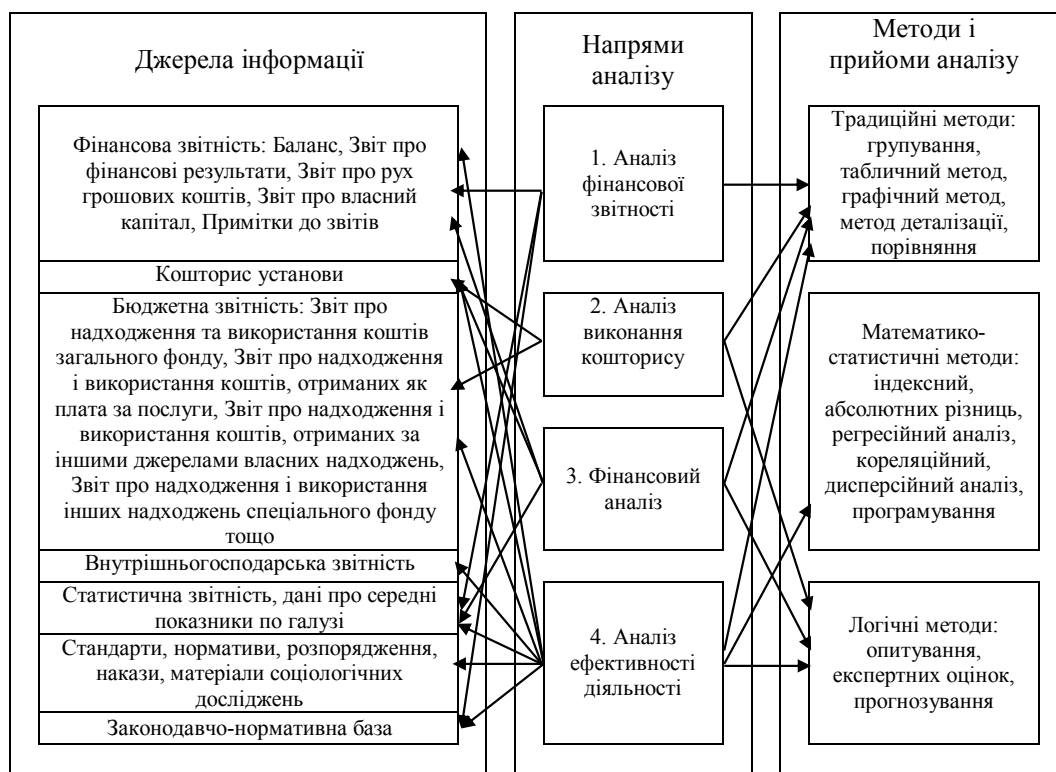 Джерела інформації
Фінансова звітність: Баланс, Звіт про
фінансові результати, Звіт про рух
грошових коштів, Звіт про власний
капітал, Примітки до звітів
Кошторис установи
Бюджетна звітність: Звіт про
надходження та використання коштів
загального фонду, Звіт про надходження
і використання коштів, отриманих як
плата за послуги, Звіт про надходження і
використання коштів, отриманих за
іншими джерелами власних надходжень,
Звіт про надходження і використання
інших надходжень спеціального фонду
тощо
Внутрішньогосподарська звітність
Статистична звітність, дані про середні
показники по галузі
Стандарти, нормативи, розпорядження,
накази, матеріали соціологічних
досліджень
Законодавчо-нормативна база
Напрями
аналізу
1. Аналіз
фінансової
звітності
2. Аналіз
виконання
кошторису
3. Фінансовий
аналіз
4. Аналіз
ефективності
діяльності
Методи і
прийоми аналізу
Традиційні методи:
групування,
табличний метод,
графічний метод,
метод деталізації,
порівняння
Математико-
статистичні методи:
індексний,
абсолютних різниць,
регресійний аналіз,
кореляційний,
дисперсійний аналіз,
програмування
Логічні методи:
опитування,
експертних оцінок,
прогнозування